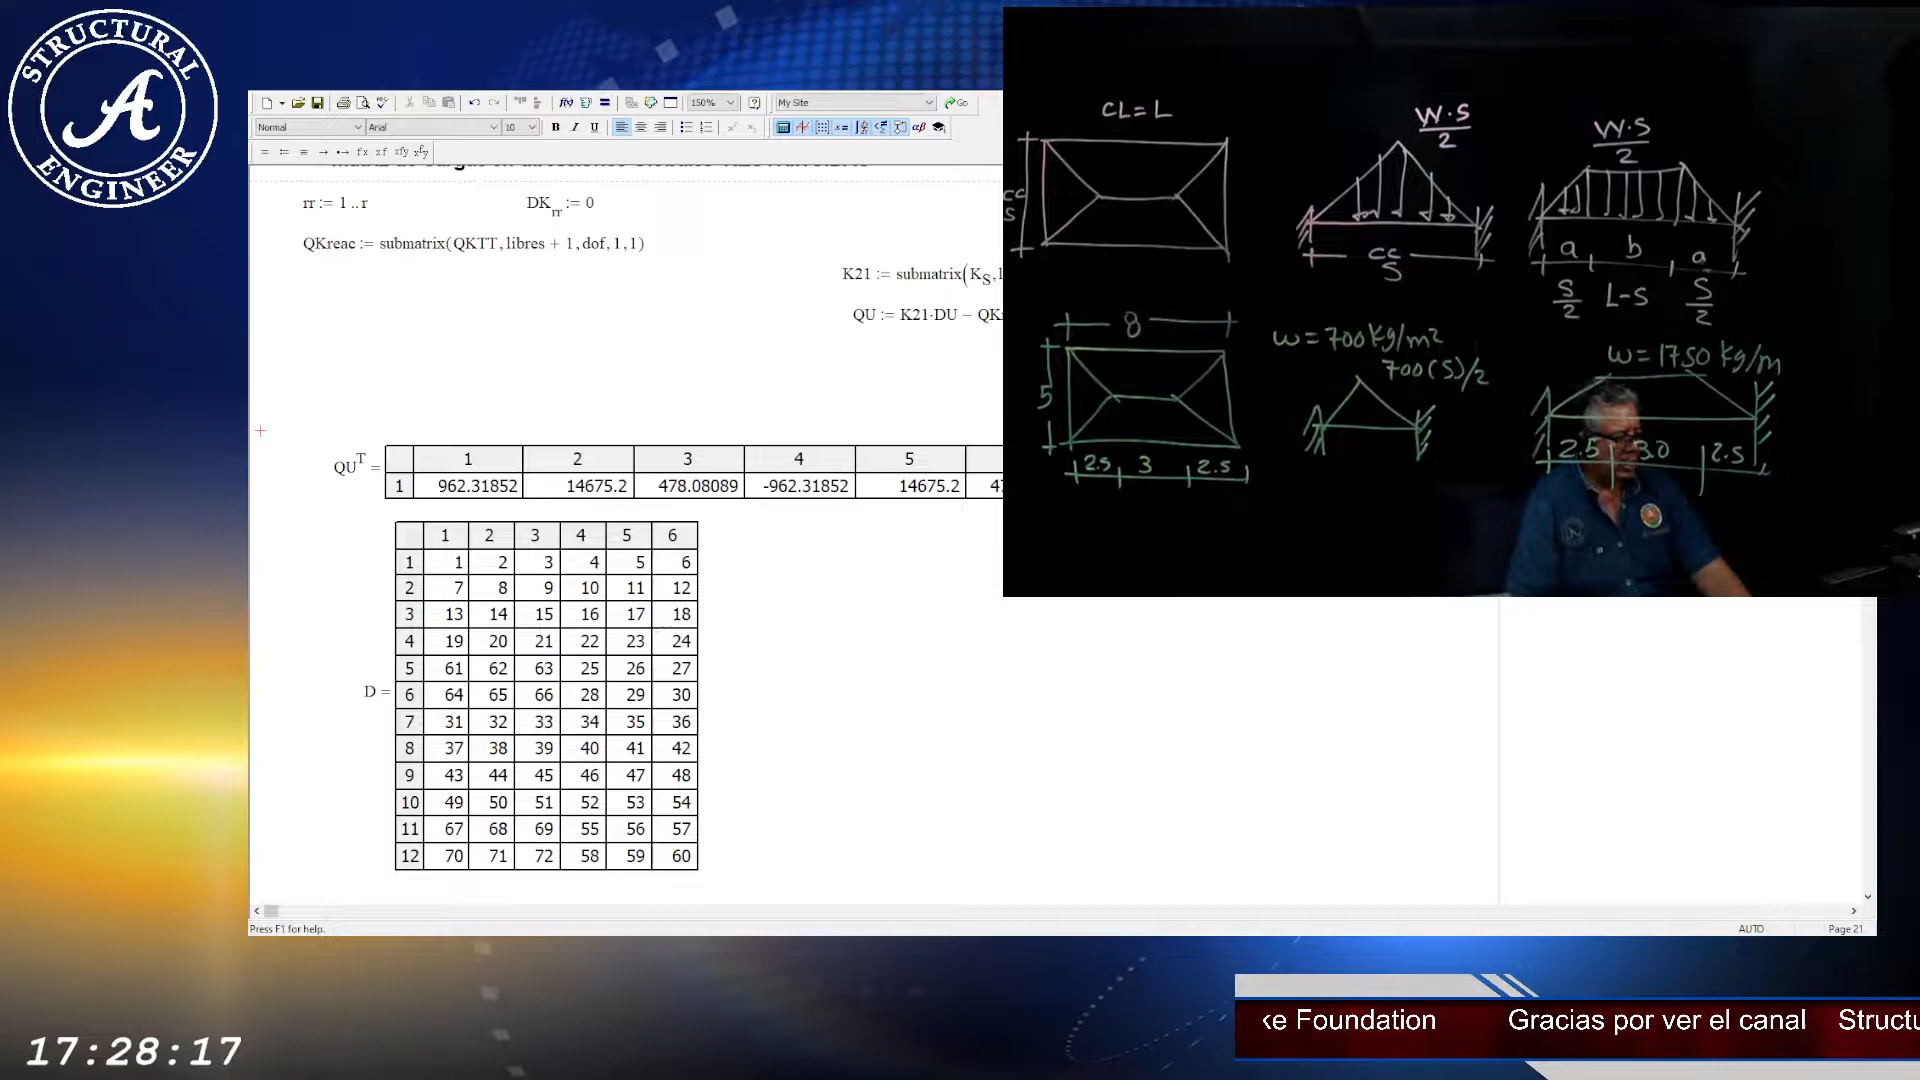 STRUCTURAL
A
ENGINEER
150%
My Site
Go
Normal
Arial
10
B I U
rr := 1 .. r
DK rr := 0
QKreac := submatrix(QKTT, libres + 1, dof, 1, 1)
K21 := submatrix(K S, 
QU := K21·DU − 
QU T =
1 2 3 4 5
1 962.31852 14675.2 478.08089 -962.31852 14675.2
D =
1 2 3 4 5 6
1 1 2 3 4 5 6
2 7 8 9 10 11 12
3 13 14 15 16 17 18
4 19 20 21 22 23 24
5 61 62 63 25 26 27
6 64 65 66 28 29 30
7 31 32 33 34 35 36
8 37 38 39 40 41 42
9 43 44 45 46 47 48
10 49 50 51 52 53 54
11 67 68 69 55 56 57
12 70 71 72 58 59 60
Press F1 for help.
AUTO
Page 21
CL = L
CC
S
W·S
2
CC
S
W·S
2
a b a
S/2 L-S S/2
8
5
2.5 3 2.5
w = 700 kg/m²
700(5)/2
w = 1750 kg/m
2.5 3.0 2.5
ke Foundation Gracias por ver el canal Structu
17:28:17